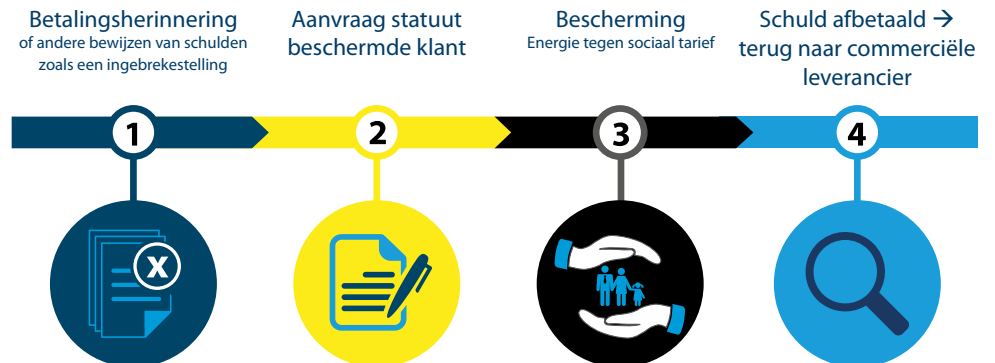 Betalingsherinnering
of andere bewijzen van schulden
zoals een ingebrekestelling
Aanvraag statuut
beschermde klant
Bescherming
Energie tegen sociaal tarief
Schuld afbetaald →
terug naar commerciële
leverancier
1
2
3
4
X